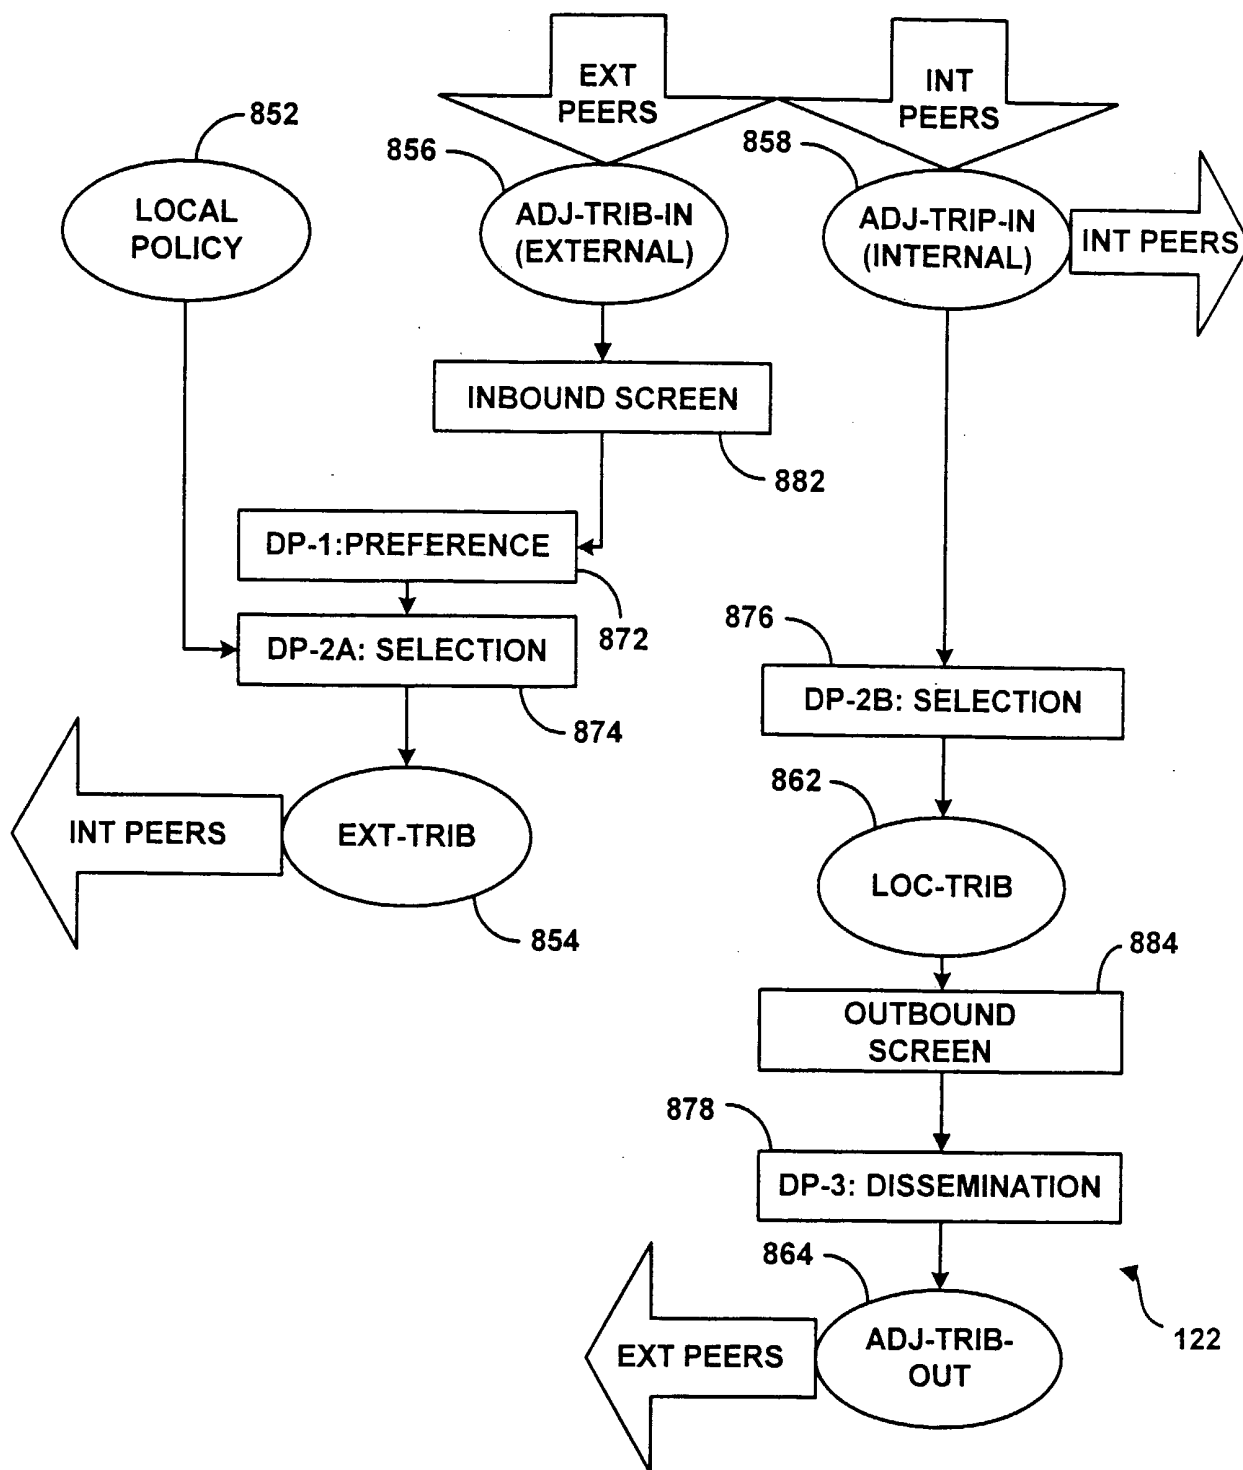 EXT
PEERS
INT
PEERS
852
856
858
LOCAL
POLICY
ADJ-TRIB-IN
(EXTERNAL)
ADJ-TRIP-IN
(INTERNAL)
INT PEERS
INBOUND SCREEN
882
DP-1:PREFERENCE
872
876
DP-2A: SELECTION
874
DP-2B: SELECTION
862
INT PEERS
EXT-TRIB
854
LOC-TRIB
884
OUTBOUND
SCREEN
878
DP-3: DISSEMINATION
864
EXT PEERS
ADJ-TRIB-
OUT
122